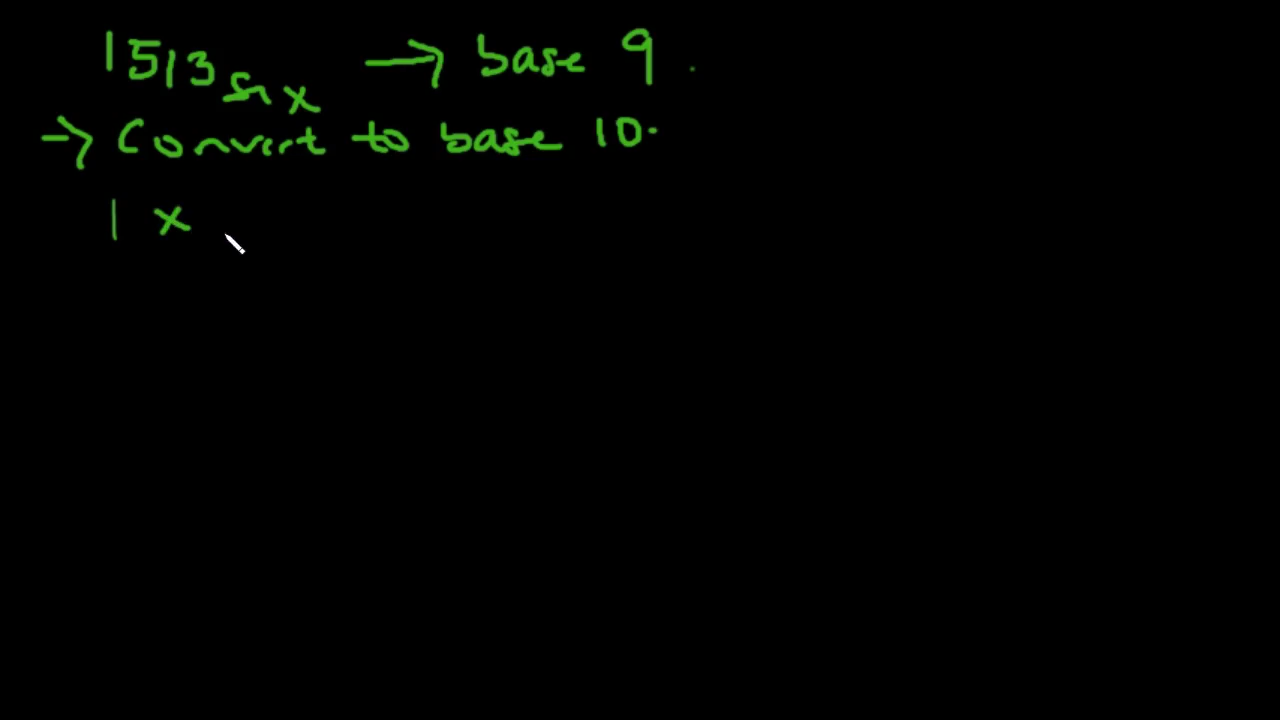 1513six → base 9.
→ Convert to base 10.
1 ×